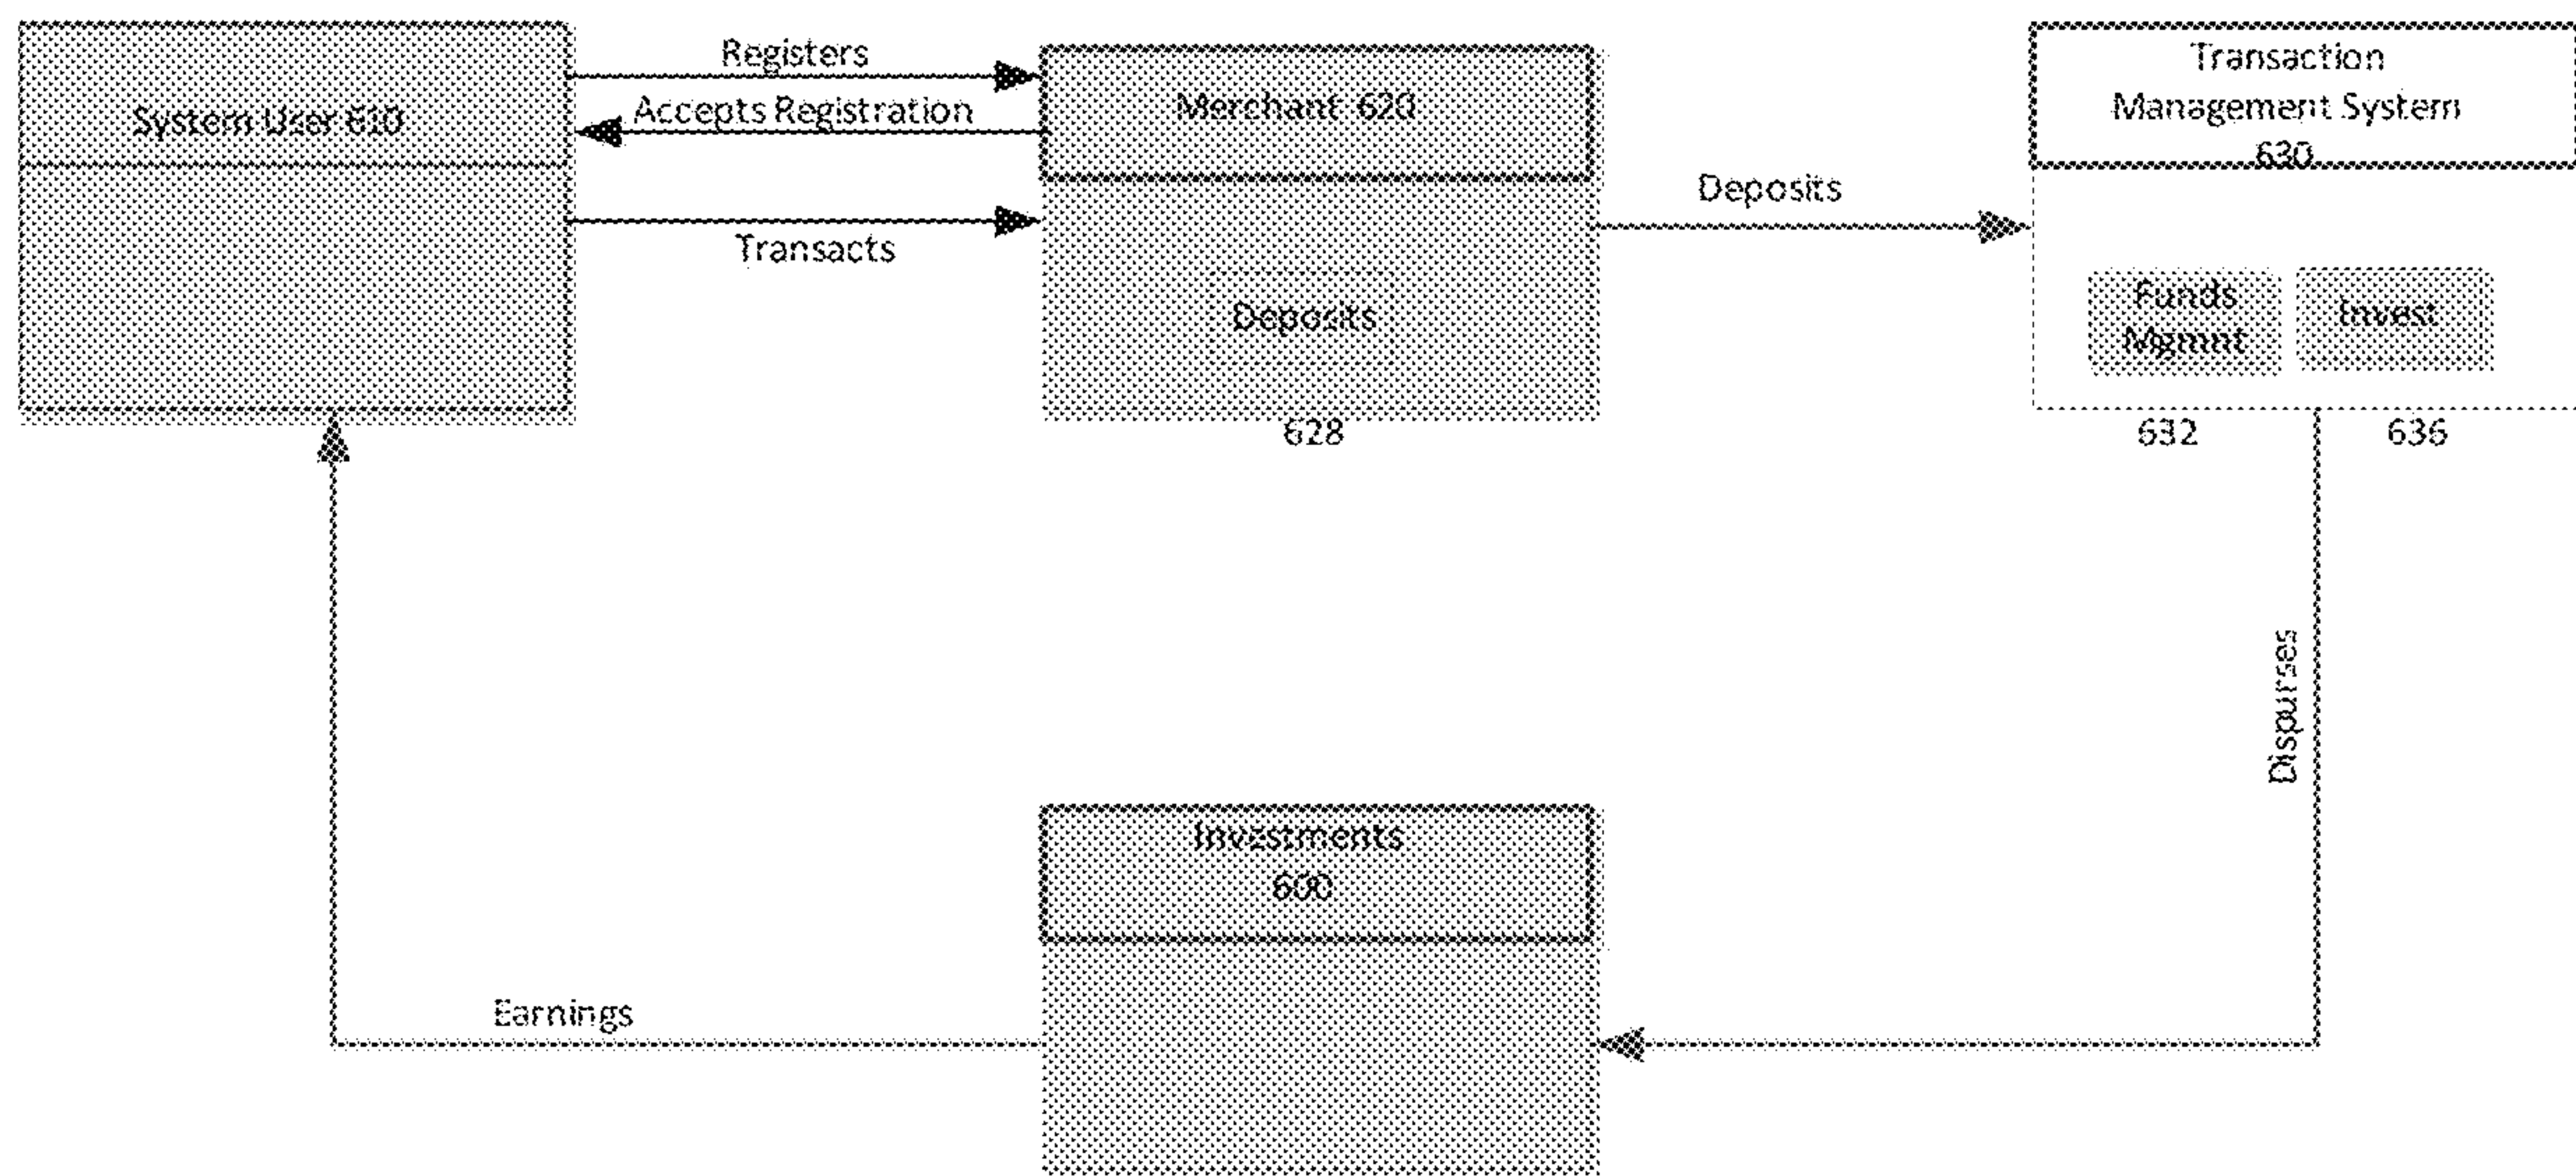 Registers
System User 610
Accepts Registration
Merchant 620
Transacts
Deposits
628
Deposits
Transaction
Management System
630
Funds
Mgmnt
Invest
632
636
Dispurses
Investments
600
Earnings